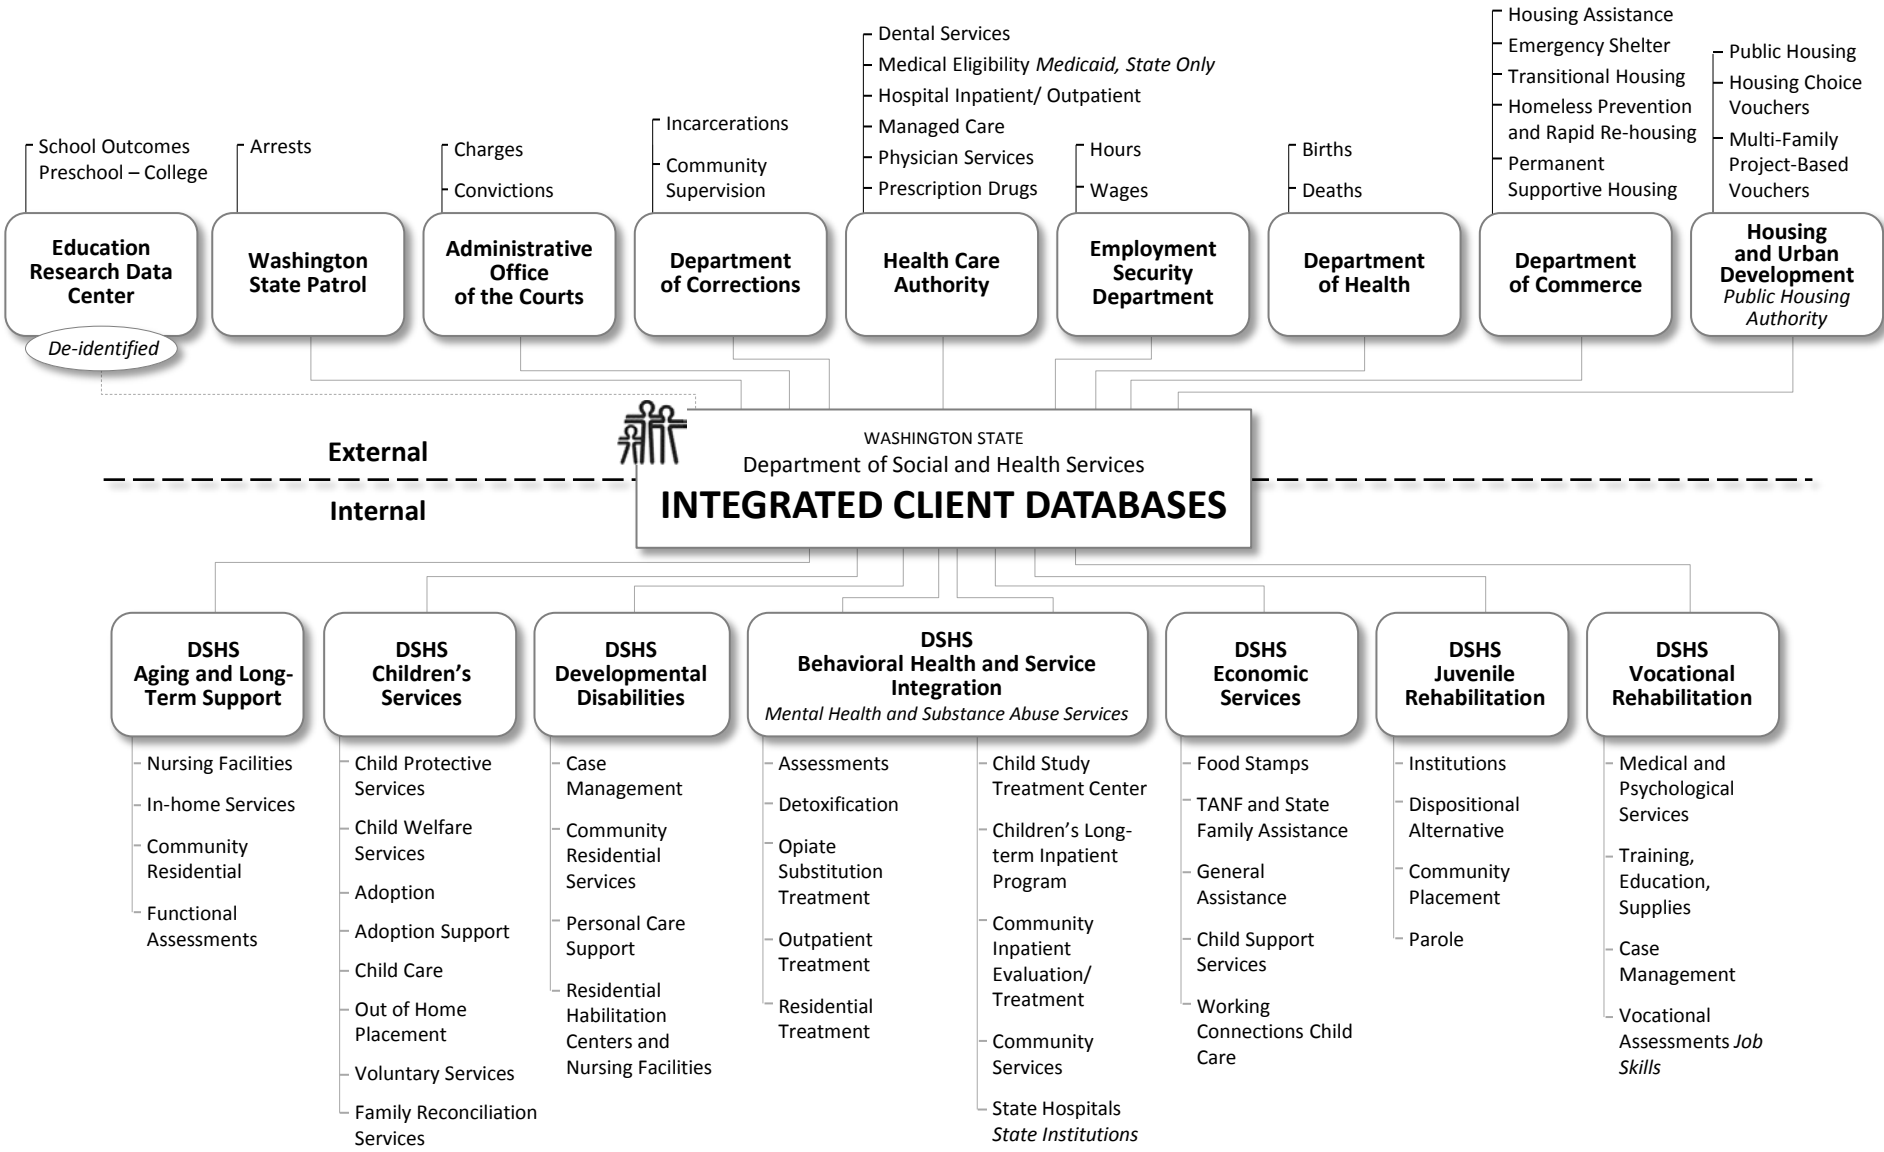 School Outcomes
Preschool – College
Education
Research Data
Center
De-identified
Arrests
Washington
State Patrol
Charges
Convictions
Administrative
Office
of the Courts
Incarcerations
Community
Supervision
Department
of Corrections
Dental Services
Medical Eligibility Medicaid, State Only
Hospital Inpatient/ Outpatient
Managed Care
Physician Services
Prescription Drugs
Health Care
Authority
Hours
Wages
Employment
Security
Department
Births
Deaths
Department
of Health
Housing Assistance
Emergency Shelter
Transitional Housing
Homeless Prevention
and Rapid Re-housing
Permanent
Supportive Housing
Department
of Commerce
Public Housing
Housing Choice
Vouchers
Multi-Family
Project-Based
Vouchers
Housing
and Urban
Development
Public Housing
Authority
External
Internal
WASHINGTON STATE
Department of Social and Health Services
INTEGRATED CLIENT DATABASES
DSHS
Aging and Long-
Term Support
Nursing Facilities
In-home Services
Community
Residential
Functional
Assessments
DSHS
Children’s
Services
Child Protective
Services
Child Welfare
Services
Adoption
Adoption Support
Child Care
Out of Home
Placement
Voluntary Services
Family Reconciliation
Services
DSHS
Developmental
Disabilities
Case
Management
Community
Residential
Services
Personal Care
Support
Residential
Habilitation
Centers and
Nursing Facilities
DSHS
Behavioral Health and Service
Integration
Mental Health and Substance Abuse Services
Assessments
Detoxification
Opiate
Substitution
Treatment
Outpatient
Treatment
Residential
Treatment
Child Study
Treatment Center
Children’s Long-
term Inpatient
Program
Community
Inpatient
Evaluation/
Treatment
Community
Services
State Hospitals
State Institutions
DSHS
Economic
Services
Food Stamps
TANF and State
Family Assistance
General
Assistance
Child Support
Services
Working
Connections Child
Care
DSHS
Juvenile
Rehabilitation
Institutions
Dispositional
Alternative
Community
Placement
Parole
DSHS
Vocational
Rehabilitation
Medical and
Psychological
Services
Training,
Education,
Supplies
Case
Management
Vocational
Assessments Job
Skills